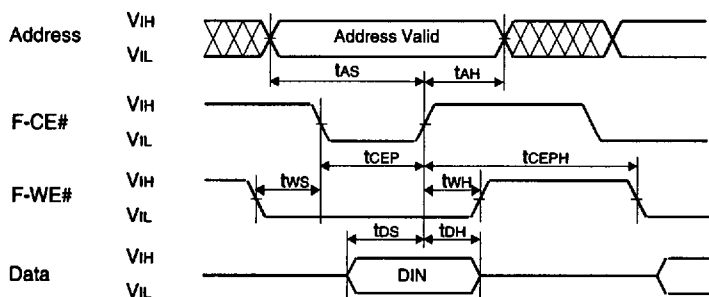 Address VIH Address Valid
VIL
tAS tAH
F-CE# VIH
VIL
tCEP tCEPH
F-WE# VIH tWS tWH
VIL
tDS tDH
Data VIH DIN
VIL